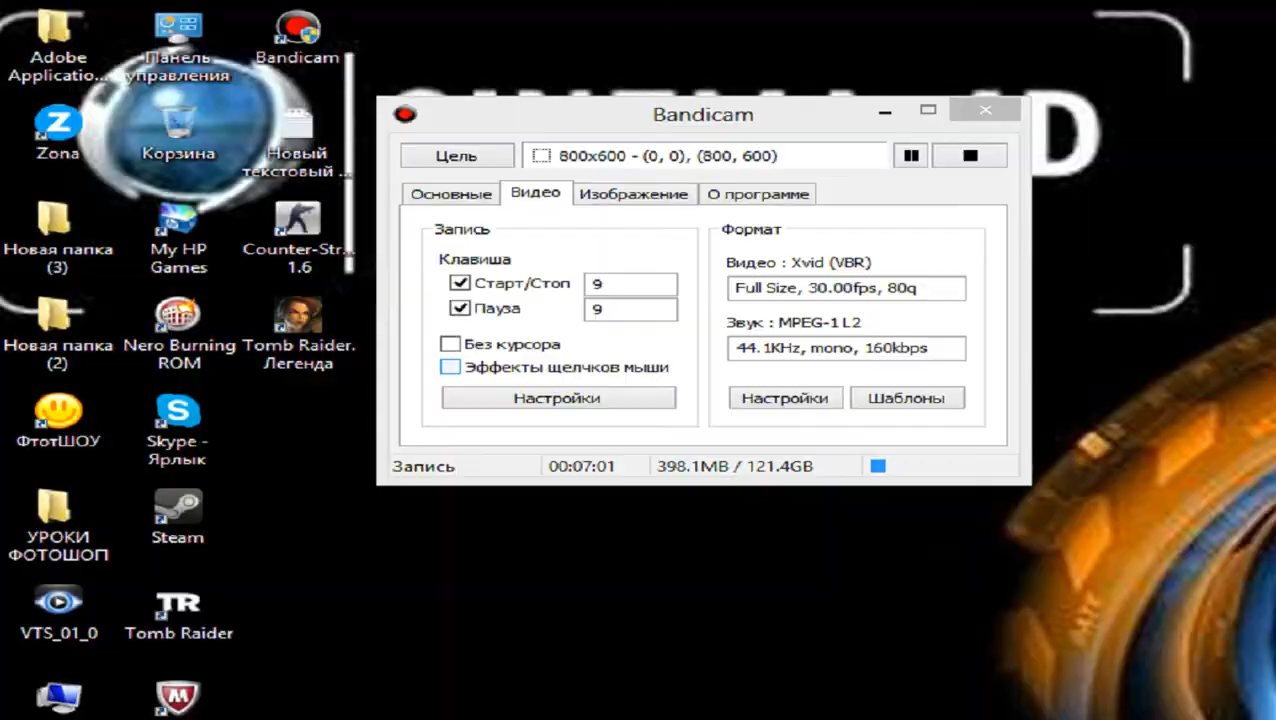 Adobe
Applicatio...
Панель
управления
Bandicam
Zona
Корзина
Новый
текстовый ...
Новая папка
(3)
My HP
Games
Counter-Str...
1.6
Новая папка
(2)
Nero Burning
ROM
Tomb Raider.
Легенда
ФтотШОУ
Skype -
Ярлык
УРОКИ
ФОТОШОП
Steam
VTS_01_0
TR
Tomb Raider
Bandicam
Цель
800x600 - (0, 0), (800, 600)
Основные
Видео
Изображение
О программе
Запись
Клавиша
Старт/Стоп
9
Пауза
9
Без курсора
Эффекты щелчков мыши
Настройки
Формат
Видео : Xvid (VBR)
Full Size, 30.00fps, 80q
Звук : MPEG-1 L2
44.1KHz, mono, 160kbps
Настройки
Шаблоны
Запись
00:07:01
398.1MB / 121.4GB